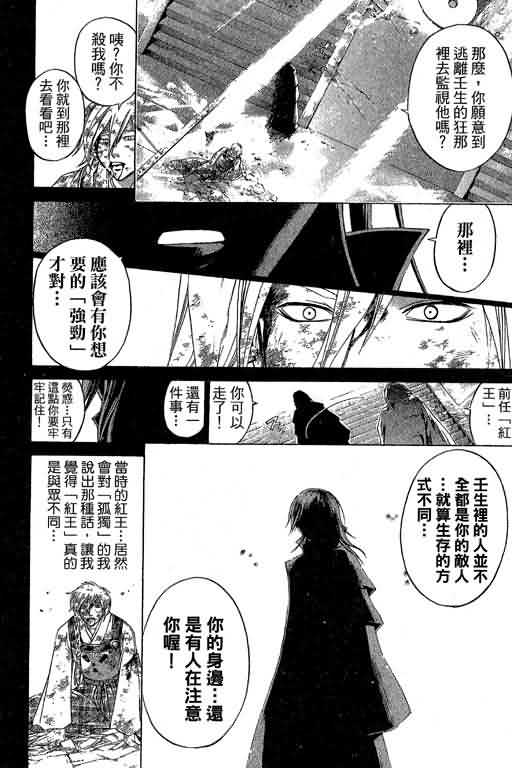 那麼，你願意到
逃離壬生的狂那
裡去監視他嗎？
咦？你不
殺我嗎？
你就到那裡
去看看吧…
那裡…
應該會有你想
要的「強勁」
才對…
前任「紅
王」…
你可以
走了！
還有一
件事…
熒惑…只有
這點你要牢
牢記住！
壬生裡的人並不
全都是你的敵人
…就算生存的方
式不同…
你的身邊…還
是有人在注意
你喔！
當時的紅王…居然
會對「孤獨」的我
說出那種話，讓我
覺得「紅王」真的
是與眾不同…